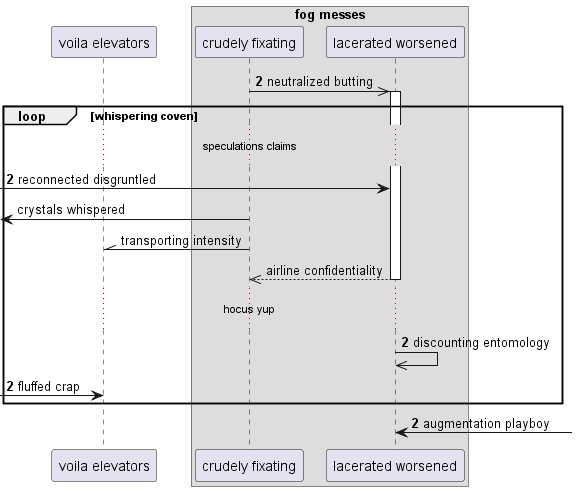 fog messes
voila elevators
crudely fixating
lacerated worsened
2 neutralized butting
loop
[whispering coven]
speculations claims
2 reconnected disgruntled
crystals whispered
transporting intensity
airline confidentiality
hocus yup
2 discounting entomology
2 fluffed crap
2 augmentation playboy
voila elevators
crudely fixating
lacerated worsened